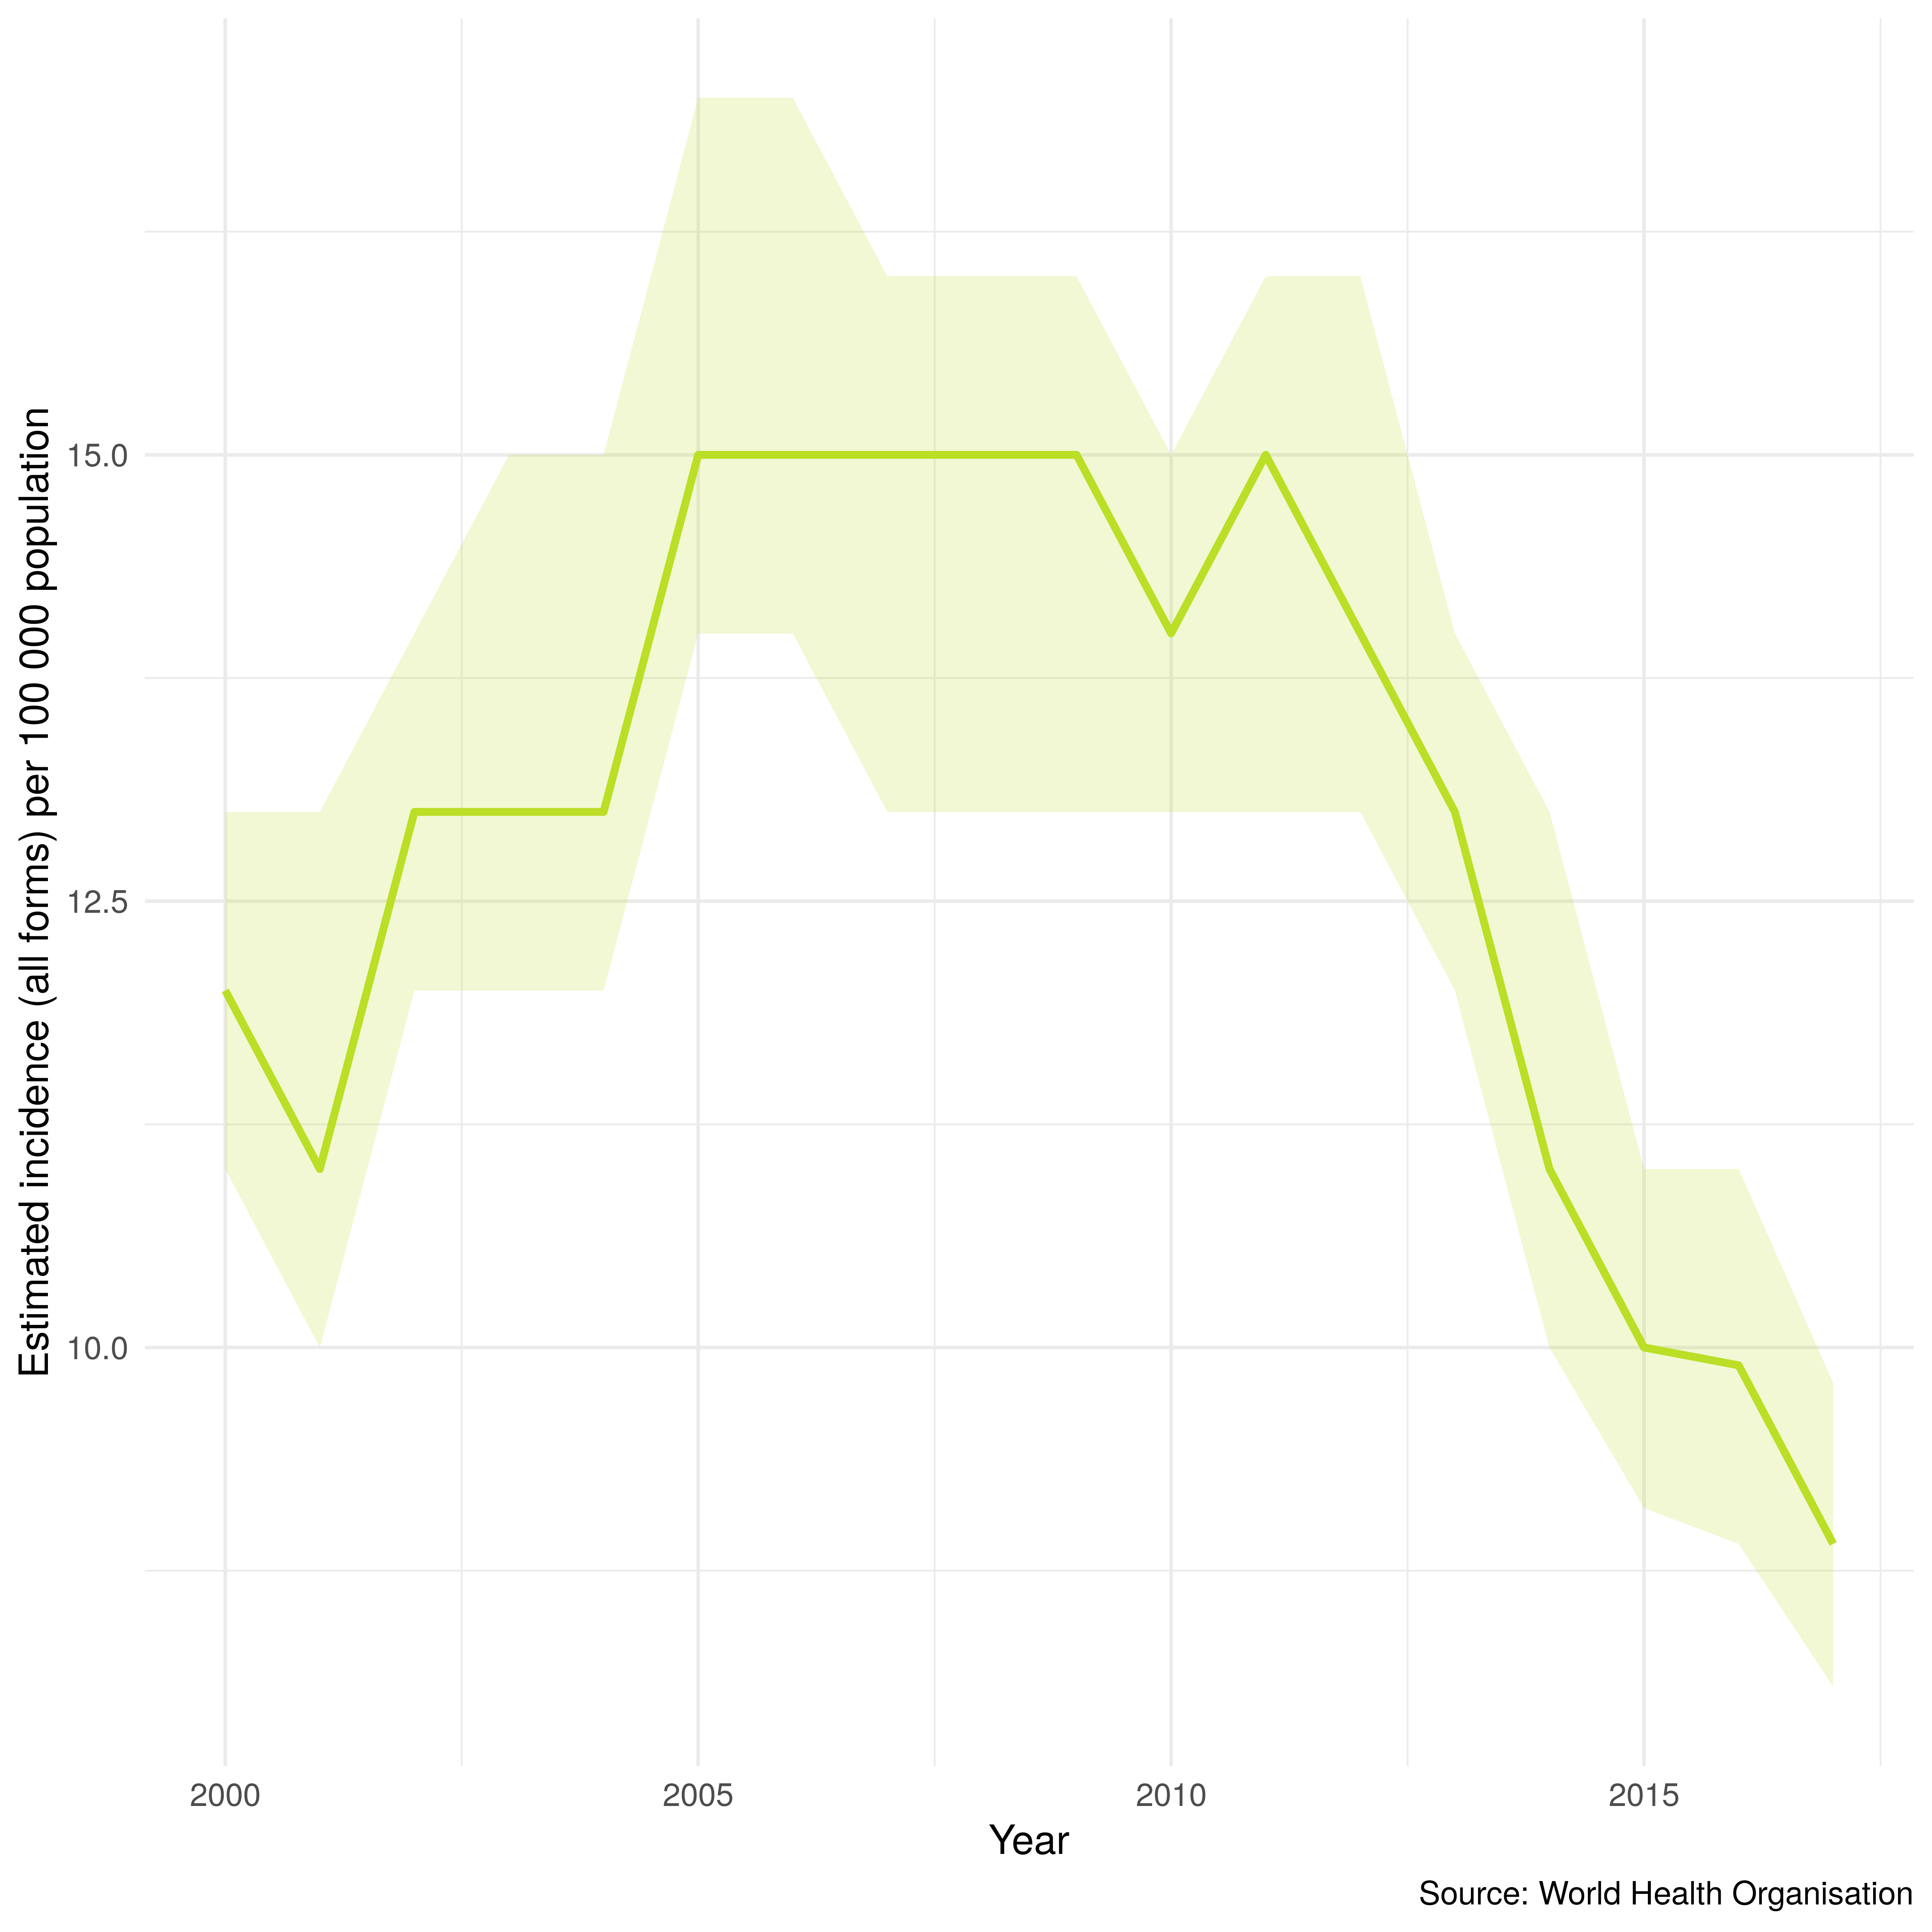 Estimated incidence (all forms) per 100 000 population
15.0
12.5
10.0
2000 2005 2010 2015
Year
Source: World Health Organisation